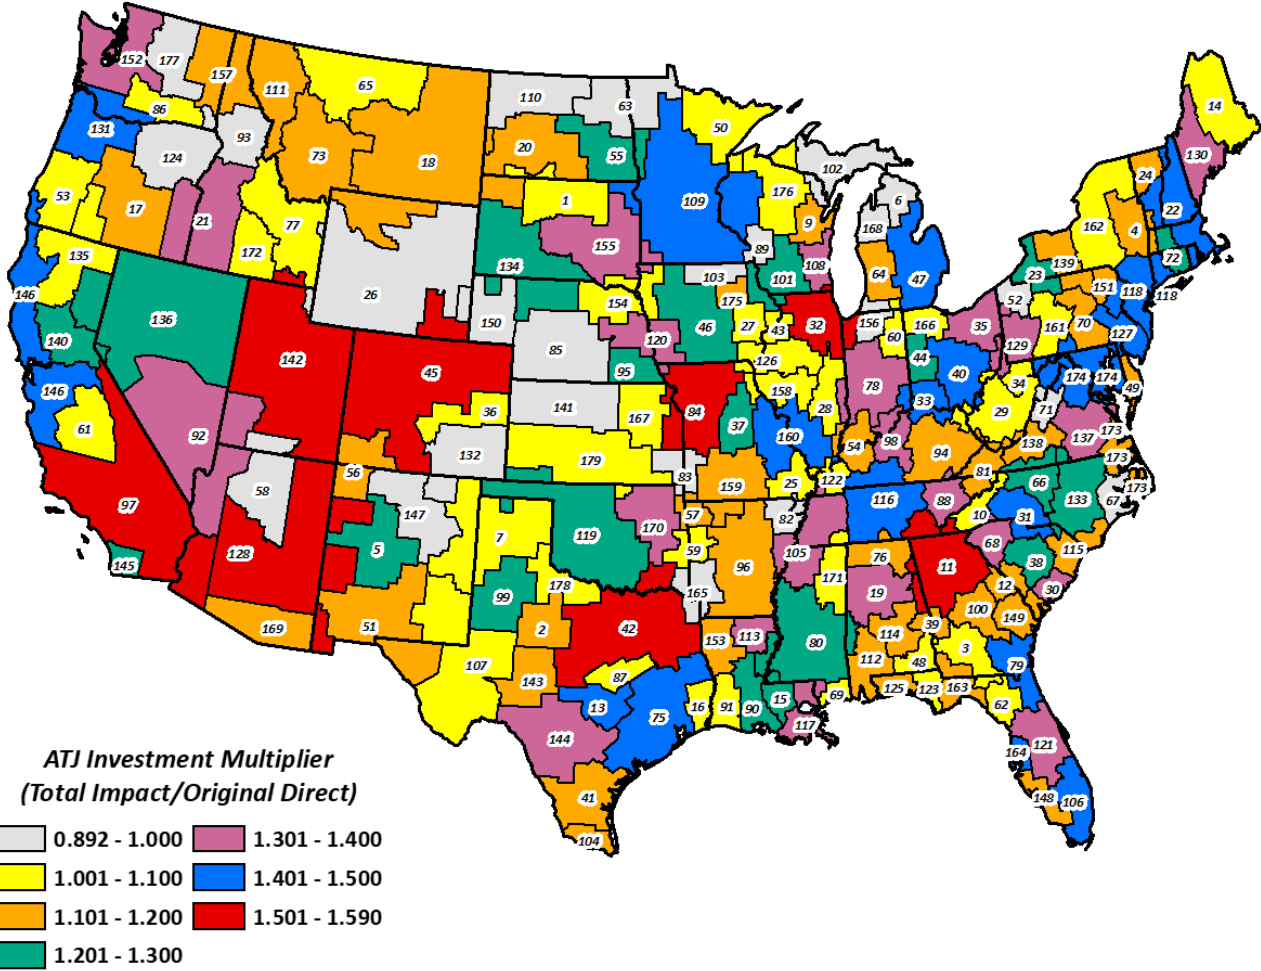 152 177 157 111 65 110 63 50 14
86 131 93 124 73 18 20 55 102 130
53 17 21 77 172 1 155 109 176 9 89 6 168 24 22 162 4
135 146 136 26 134 150 154 103 175 101 108 64 47 139 23 72
140 142 45 85 120 46 27 43 32 156 60 166 35 52 151 118 118
146 61 92 36 141 95 126 158 28 78 44 40 129 161 70 127
97 58 56 132 167 179 84 37 160 54 98 33 34 29 174 174 49
145 128 5 147 7 119 170 83 159 25 122 94 138 71 137 173
169 51 99 178 57 59 96 82 116 88 81 66 133 173 67 173
107 2 42 165 105 171 76 11 10 31 68 38 115
143 87 153 113 80 19 114 39 100 12 30 149
144 13 75 16 91 90 15 117 69 112 48 3 79
41 104 125 123 163 62 164 121 148 106
ATJ Investment Multiplier
(Total Impact/Original Direct)
0.892 - 1.000 1.301 - 1.400
1.001 - 1.100 1.401 - 1.500
1.101 - 1.200 1.501 - 1.590
1.201 - 1.300